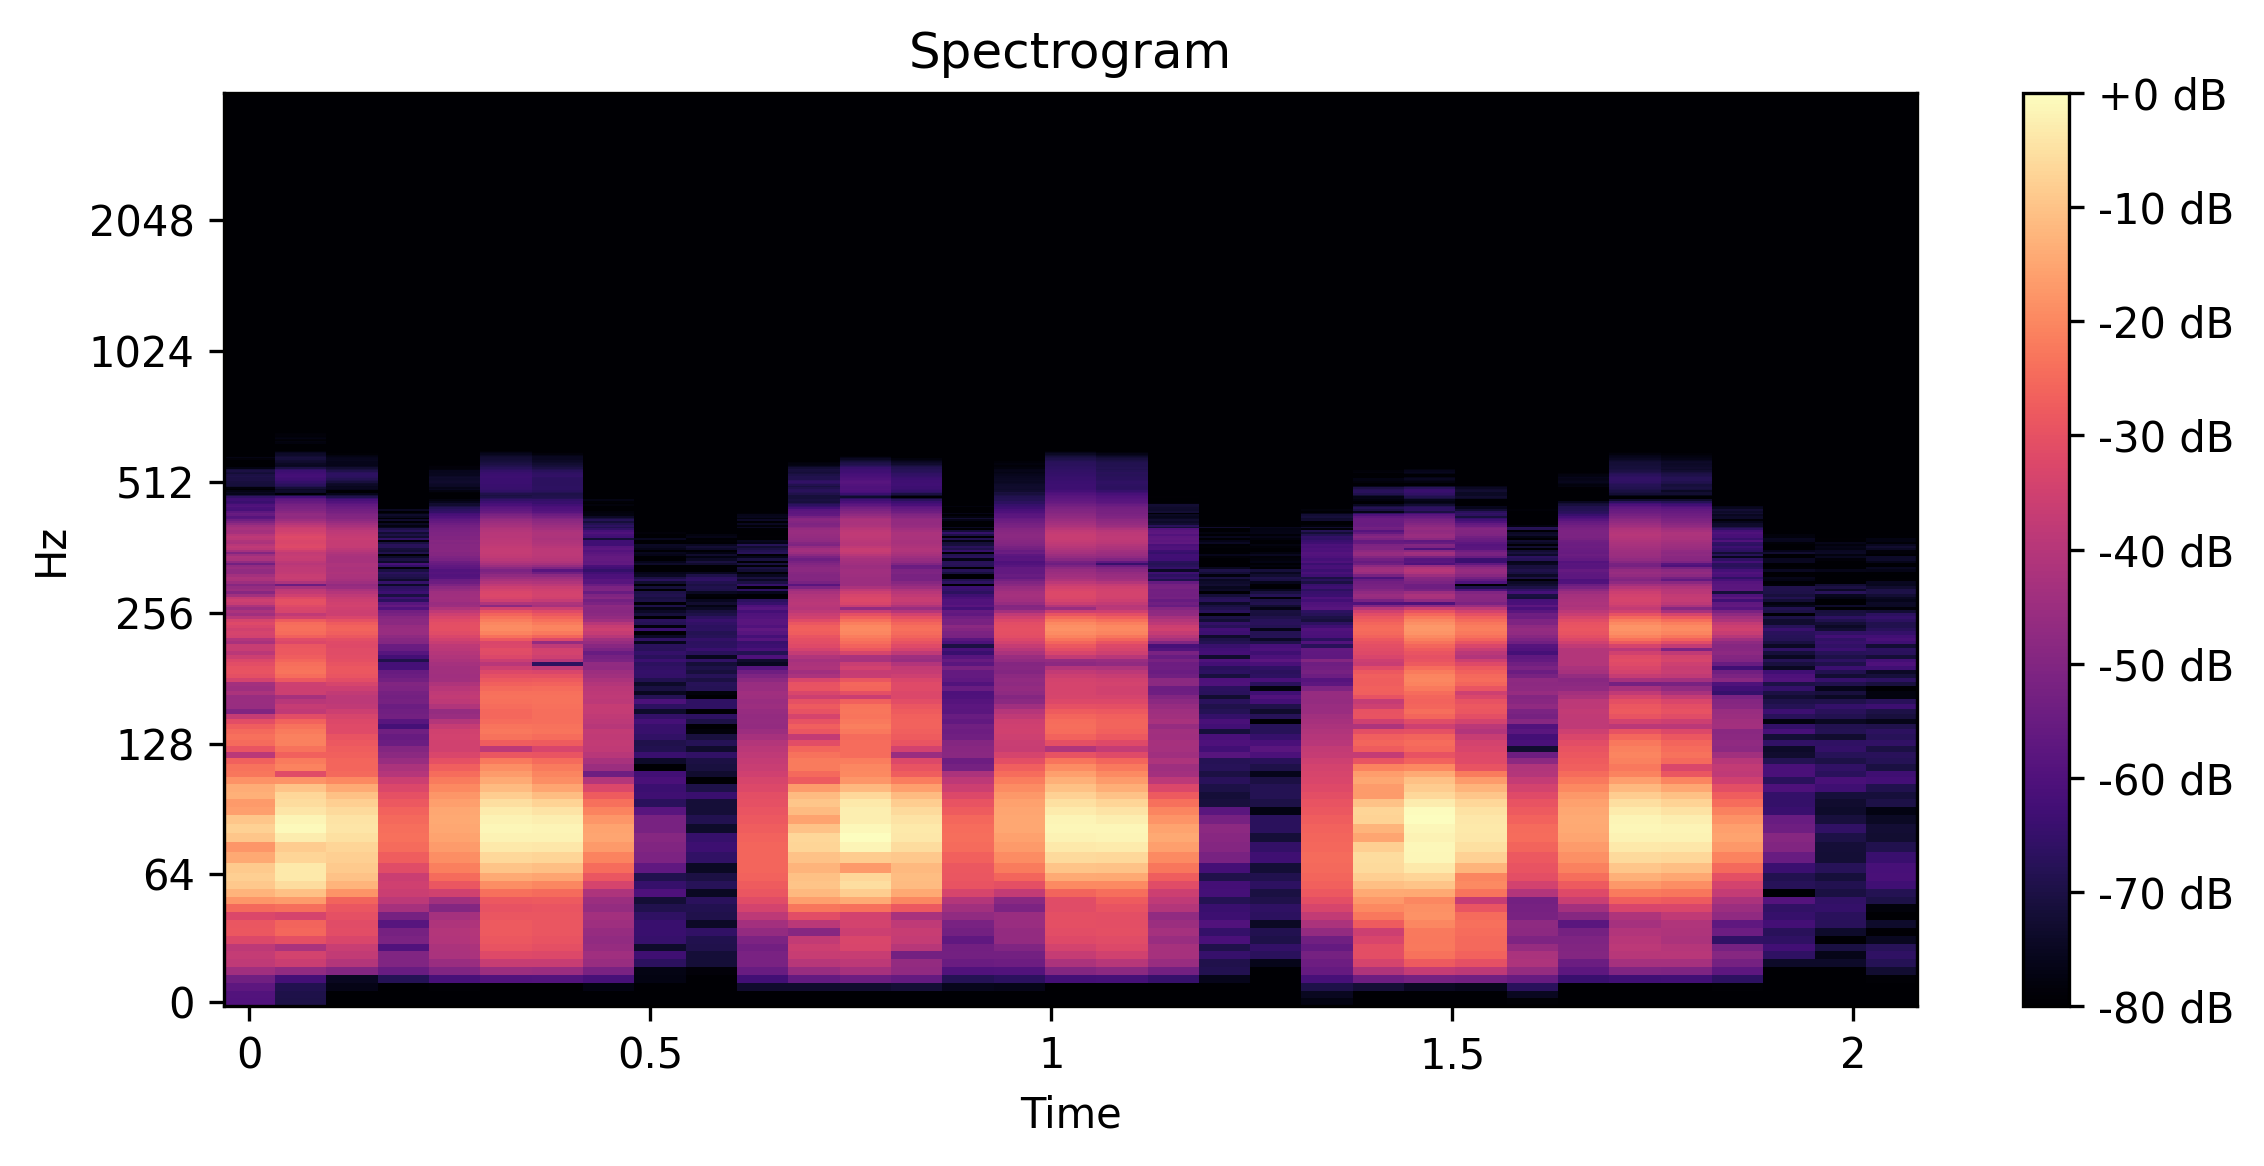 Spectrogram
+0 dB
2048
-10 dB
-20 dB
1024
-30 dB
512
-40 dB
Hz
256
-50 dB
128
-60 dB
64
-70 dB
0
-80 dB
0 0.5 1 1.5 2
Time